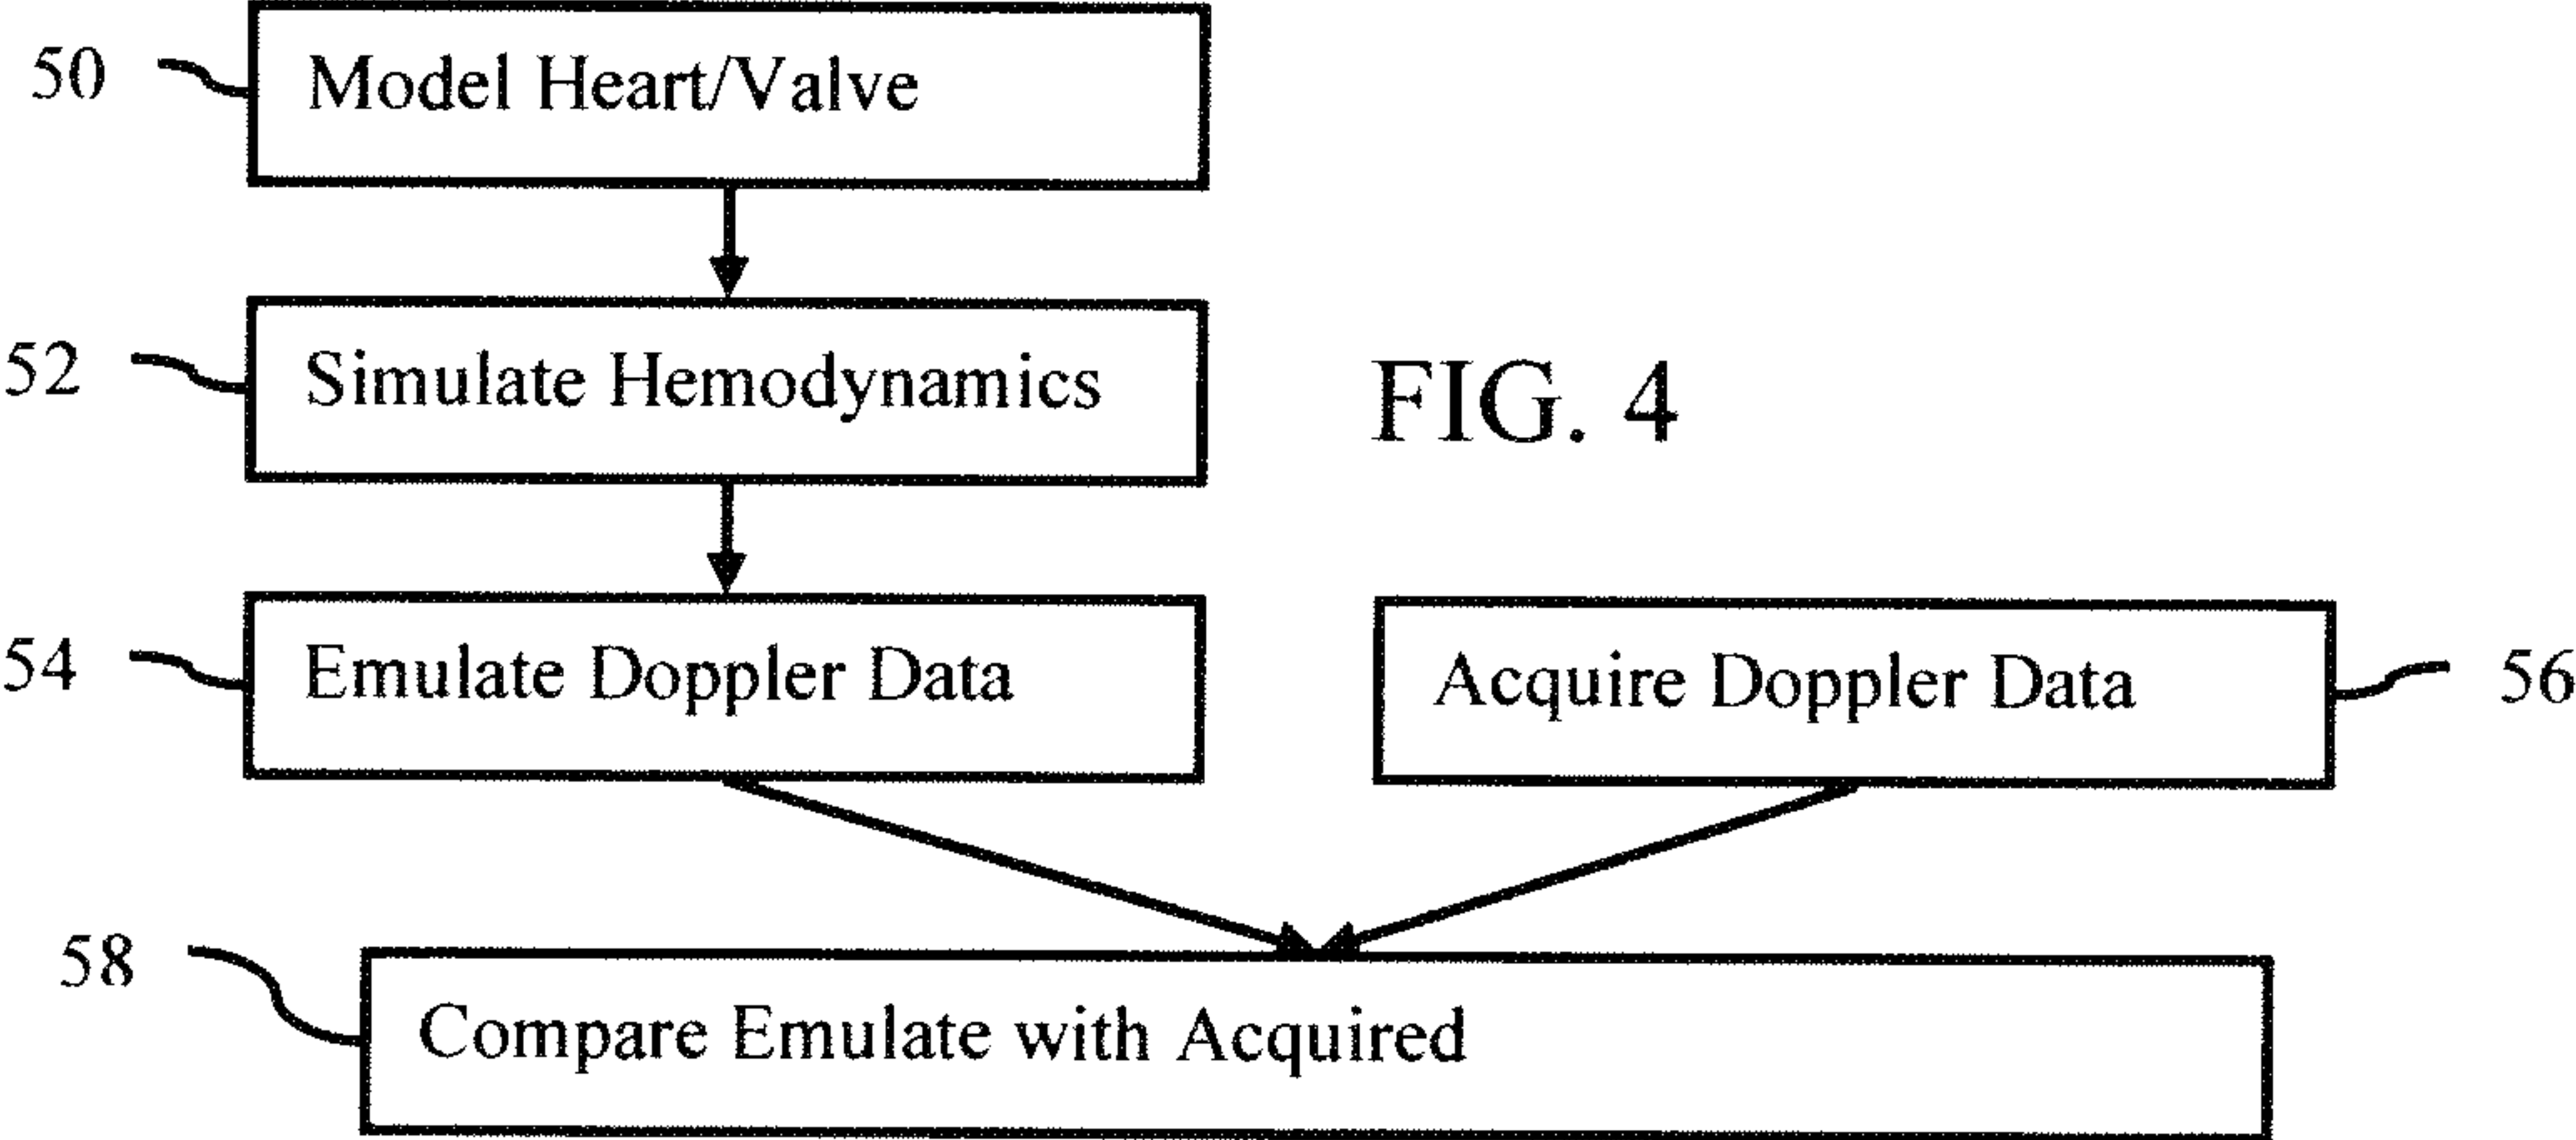 50
Model Heart/Valve
52
Simulate Hemodynamics
FIG. 4
54
Emulate Doppler Data
Acquire Doppler Data
56
58
Compare Emulate with Acquired